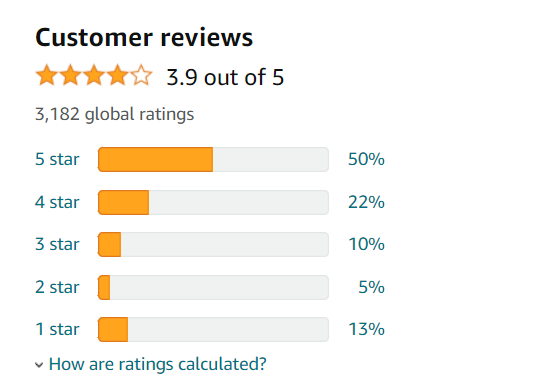 Customer reviews
3.9 out of 5
3,182 global ratings
5 star 50%
4 star 22%
3 star 10%
2 star 5%
1 star 13%
How are ratings calculated?